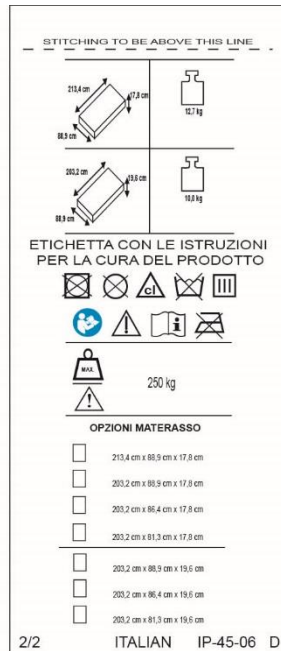 STITCHING TO BE ABOVE THIS LINE
213,4 cm
17,8 cm
88,9 cm
12,7 kg
203,2 cm
19,6 cm
88,9 cm
10,8 kg
ETICHETTA CON LE ISTRUZIONI
PER LA CURA DEL PRODOTTO
cl
i
MAX.
250 kg
OPZIONI MATERASSO
213,4 cm x 88,9 cm x 17,8 cm
203,2 cm x 88,9 cm x 17,8 cm
203,2 cm x 86,4 cm x 17,8 cm
203,2 cm x 81,3 cm x 17,8 cm
203,2 cm x 88,9 cm x 19,6 cm
203,2 cm x 86,4 cm x 19,6 cm
203,2 cm x 81,3 cm x 19,6 cm
2/2 ITALIAN IP-45-06 D